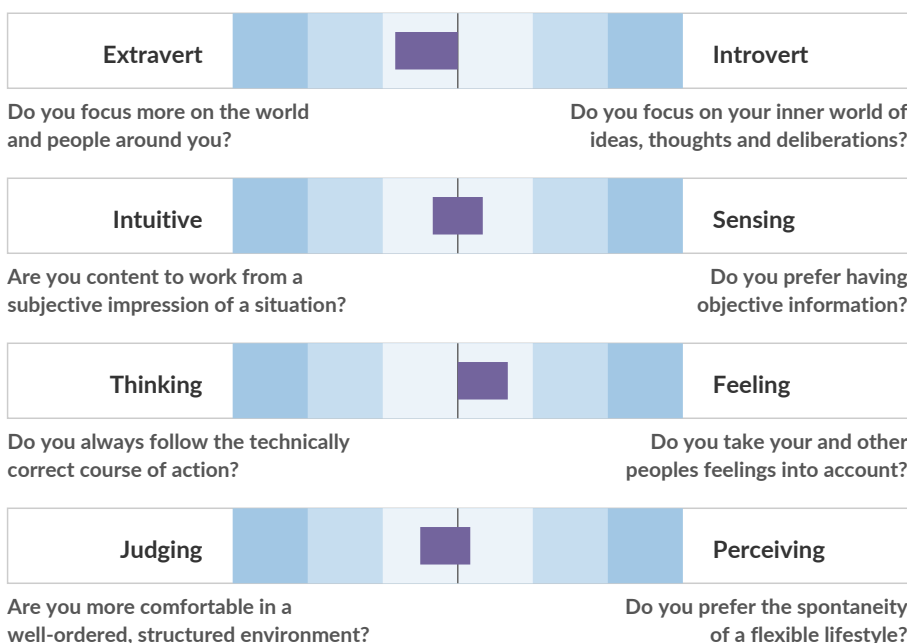 Extravert
Introvert
Do you focus more on the world
and people around you?
Do you focus on your inner world of
ideas, thoughts and deliberations?
Intuitive
Sensing
Are you content to work from a
subjective impression of a situation?
Do you prefer having
objective information?
Thinking
Feeling
Do you always follow the technically
correct course of action?
Do you take your and other
peoples feelings into account?
Judging
Perceiving
Are you more comfortable in a
well-ordered, structured environment?
Do you prefer the spontaneity
of a flexible lifestyle?